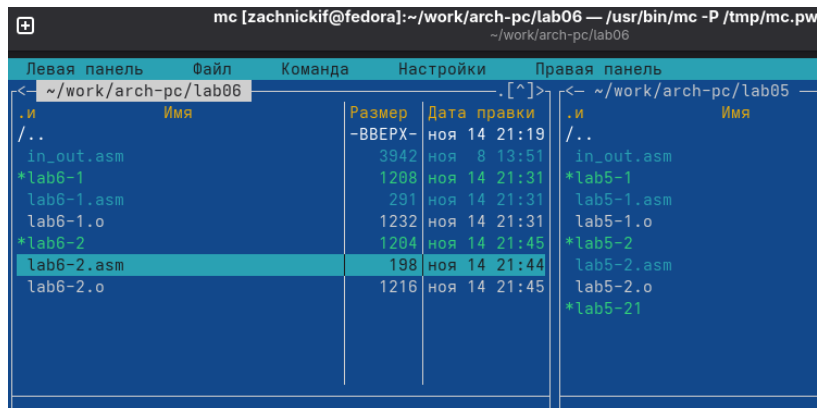 mc [zachnickif@fedora]:~/work/arch-pc/lab06 — /usr/bin/mc -P /tmp/mc.pw
~/work/arch-pc/lab06
Левая панель Файл Команда Настройки Правая панель
<— ~/work/arch-pc/lab06 .[^]> <— ~/work/arch-pc/lab05
.и Имя Размер Дата правки .и Имя
/.. -ВВЕРХ- ноя 14 21:19 /..
in_out.asm 3942 ноя 8 13:51 in_out.asm
*lab6-1 1208 ноя 14 21:31 *lab5-1
lab6-1.asm 291 ноя 14 21:31 lab5-1.asm
lab6-1.o 1232 ноя 14 21:31 lab5-1.o
*lab6-2 1204 ноя 14 21:45 *lab5-2
lab6-2.asm 198 ноя 14 21:44 lab5-2.asm
lab6-2.o 1216 ноя 14 21:45 lab5-2.o
*lab5-21